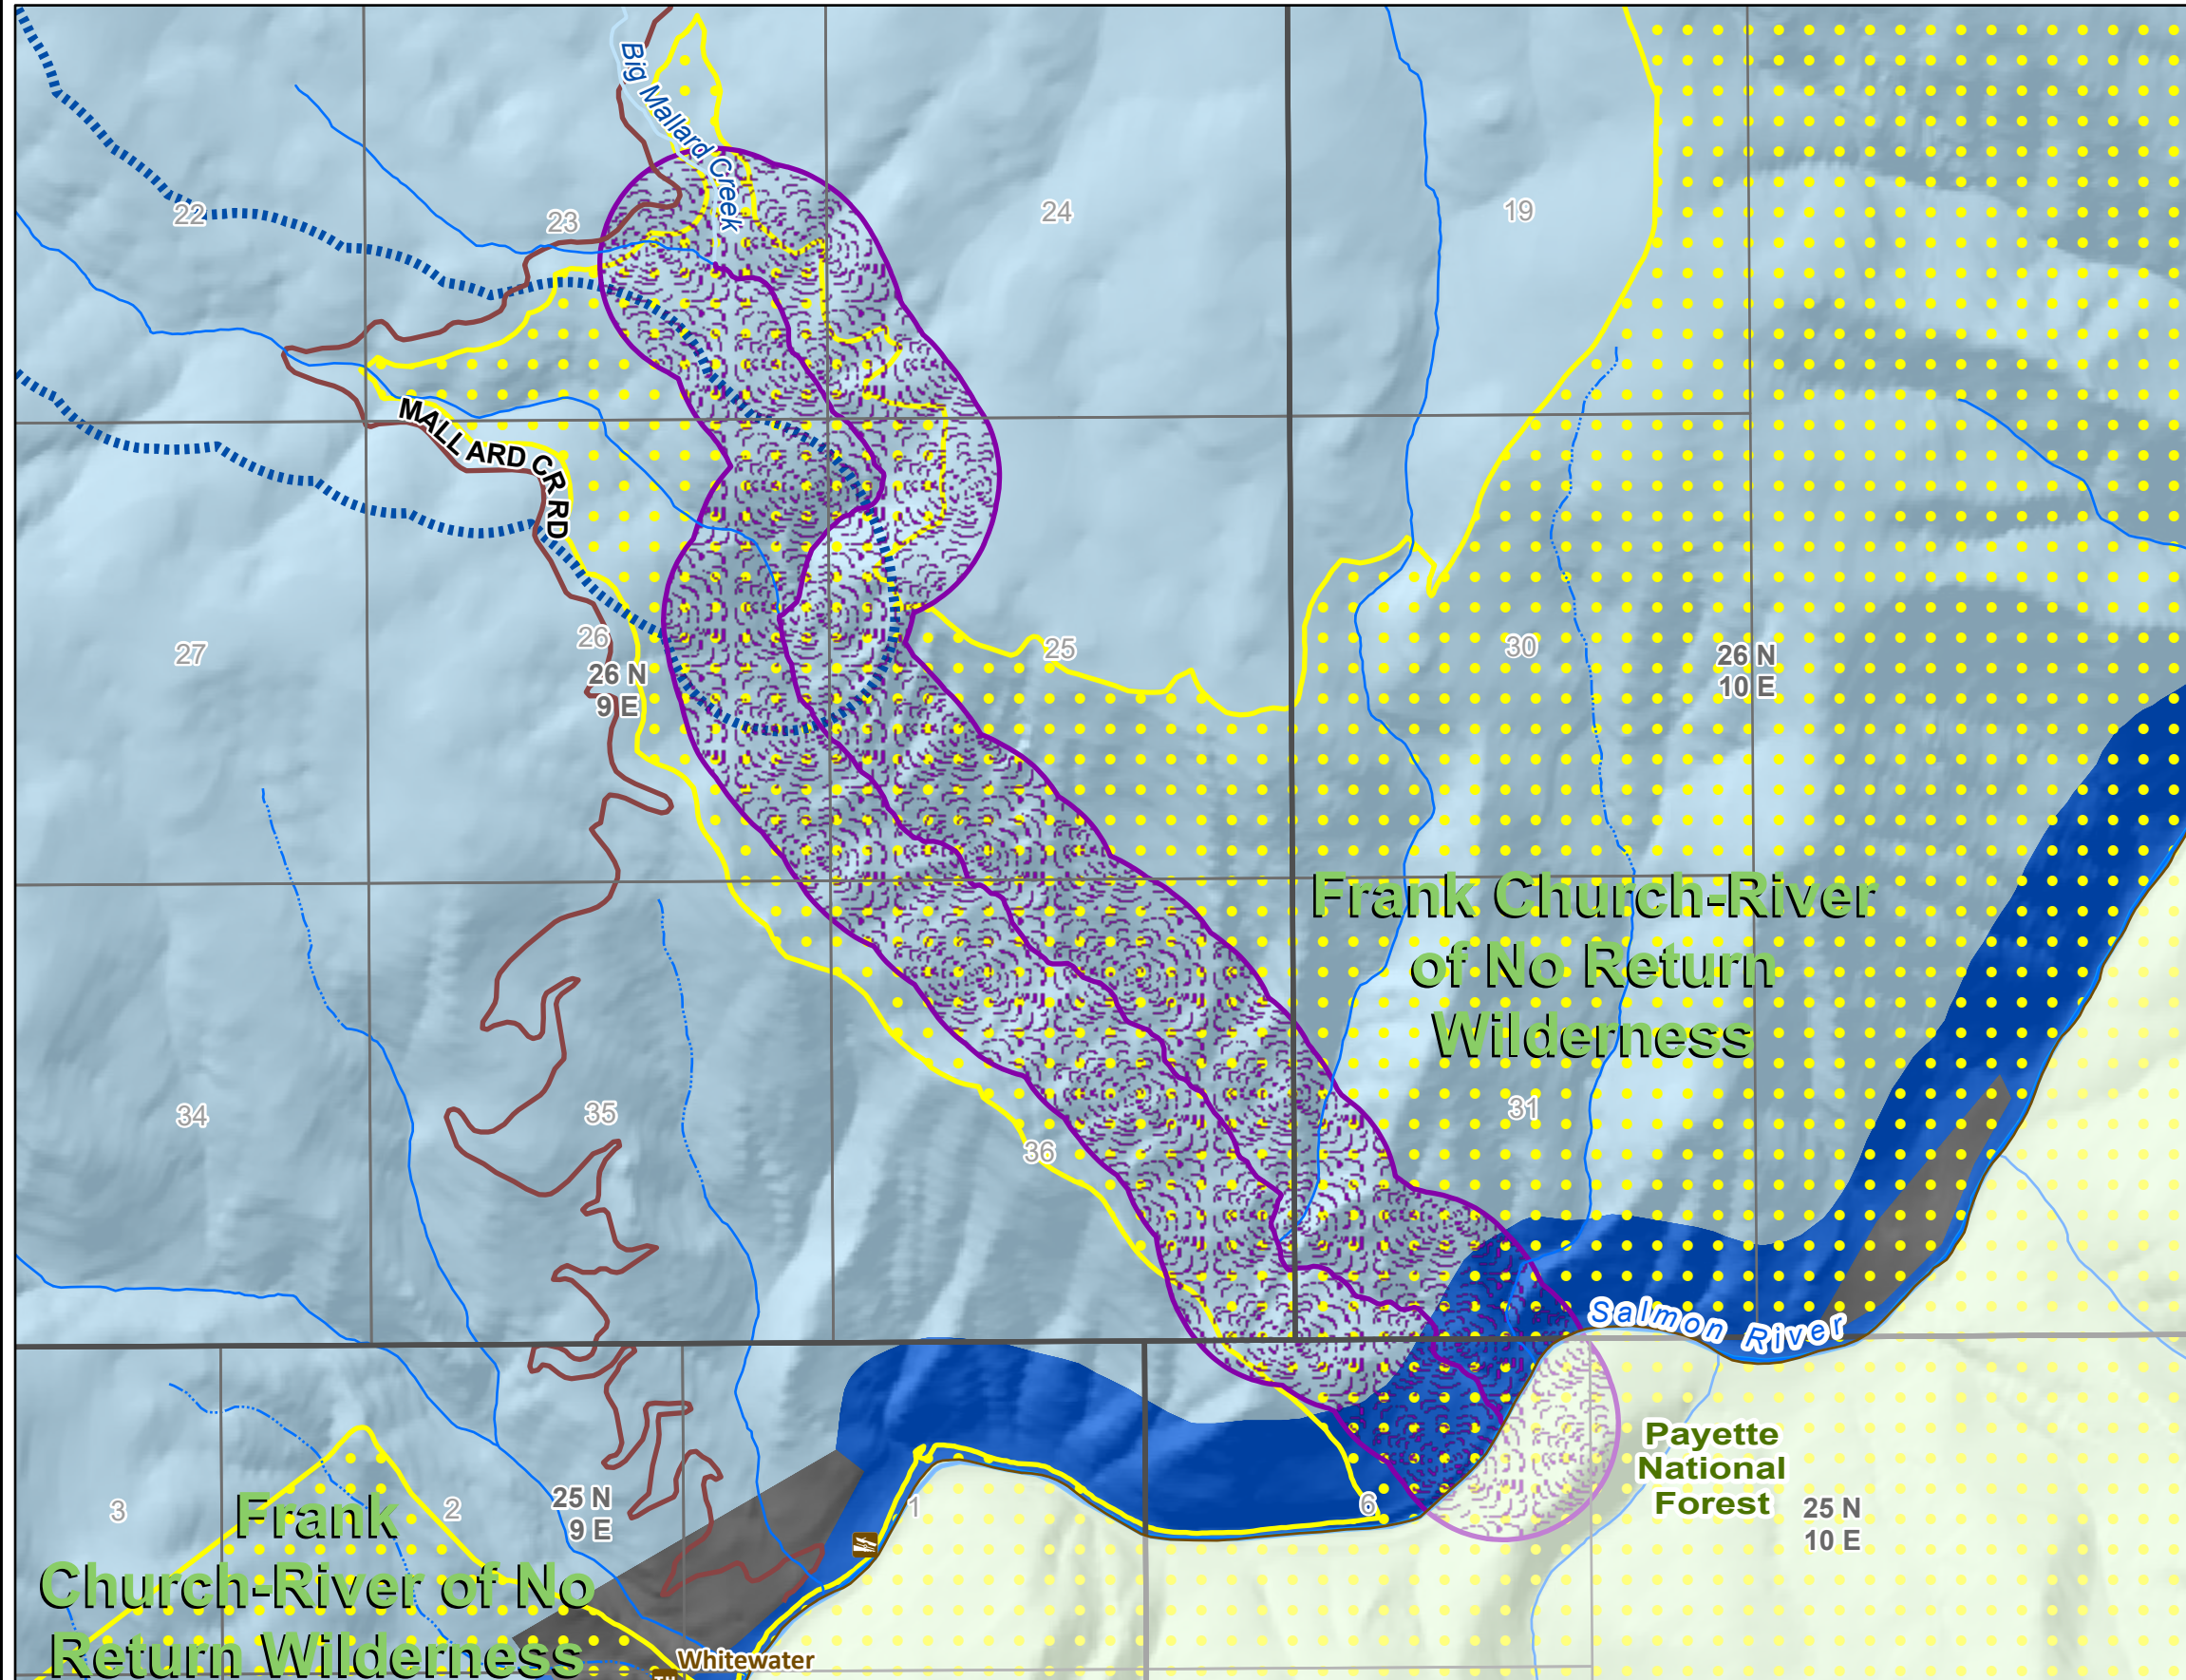 Big Mallard Creek
22
23
24
19
MALLARD CR RD
27
26
26 N
9 E
25
30
26 N
10 E
Frank Church-River
of No Return
Wilderness
34
35
36
31
Salmon River
Payette
National
Forest
25 N
10 E
3
2
25 N
9 E
1
6
Frank
Church-River of No
Return Wilderness
Whitewater